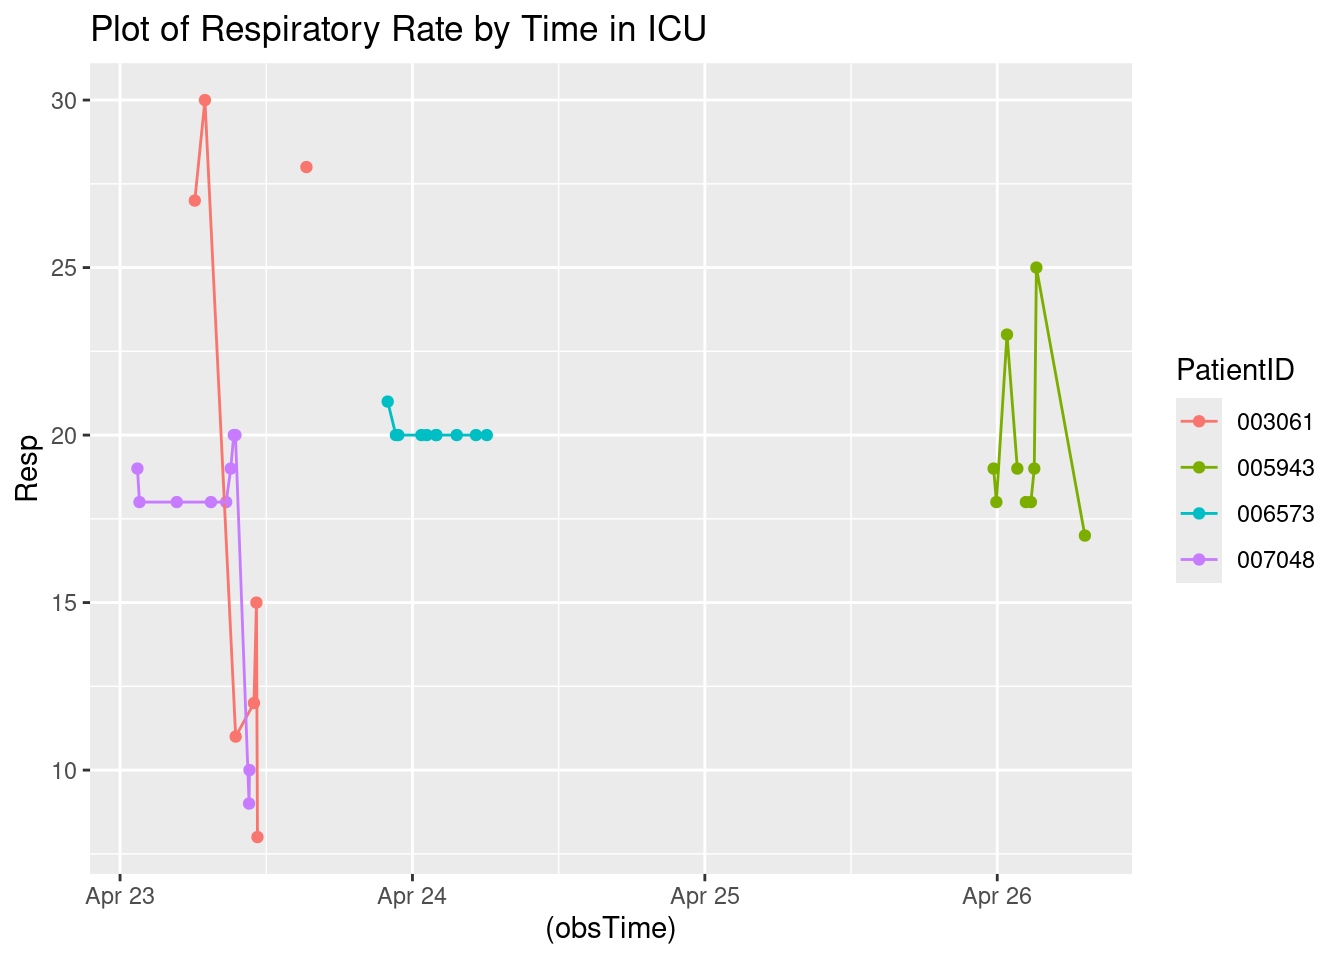 Plot of Respiratory Rate by Time in ICU
30
25
20
15
10
Resp
Apr 23
Apr 24
Apr 25
Apr 26
(obsTime)
PatientID
003061
005943
006573
007048